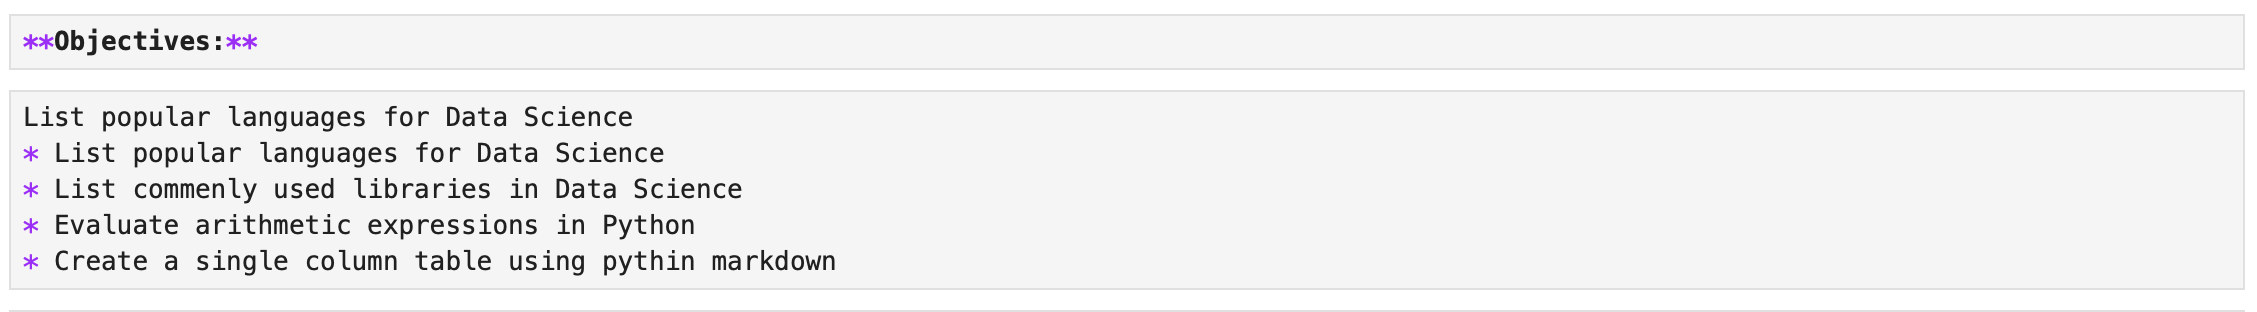 **Objectives:**
List popular languages for Data Science
* List popular languages for Data Science
* List commenly used libraries in Data Science
* Evaluate arithmetic expressions in Python
* Create a single column table using pythin markdown